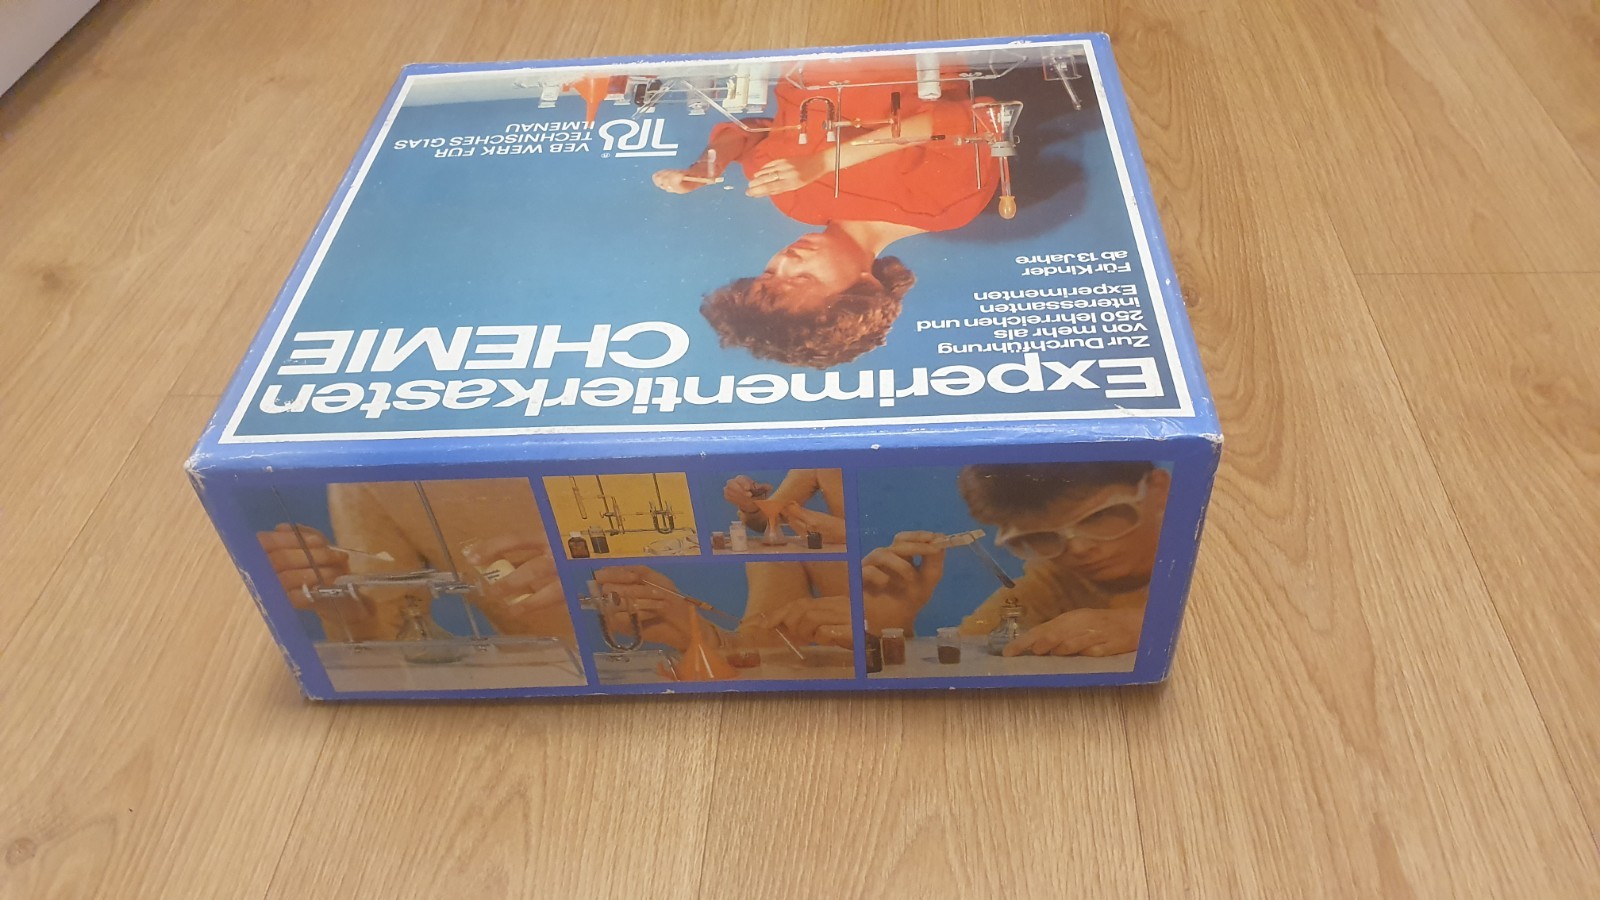 Experimentierkasten
CHEMIE
Zur Durchführung
von mehr als
250 lehrreichen und
interessanten
Experimenten
Für Kinder
ab 13 Jahre
VEB WERK FÜR
TECHNISCHES GLAS
ILMENAU